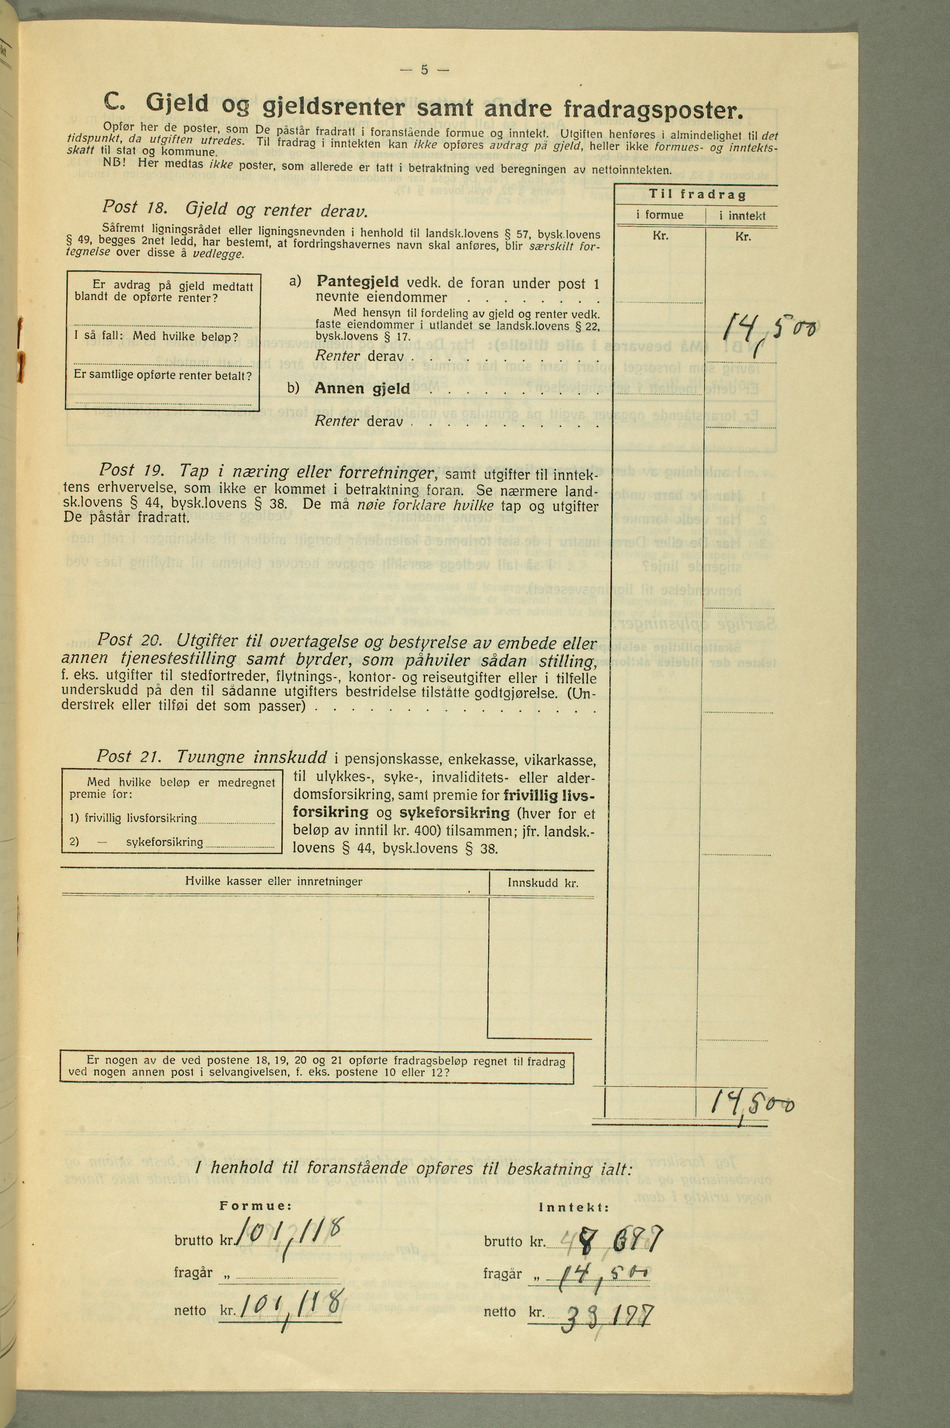 — 5 —
C. Gjeld og gjeldsrenter samt andre fradragsposter.
Opfør her de poster, som De påstår fradratt i foranstående formue og inntekt. Utgiften henføres i almindelighet til det
tidspunkt, da utgiften utredes. Til fradrag i inntekten kan ikke opføres avdrag på gjeld, heller ikke formues- og inntekts-
skatt til stat og kommune.
NB! Her medtas ikke poster, som allerede er tatt i betraktning ved beregningen av nettoinntekten.
Til fradrag
i formue
i inntekt
Kr.
Kr.
Post 18. Gjeld og renter derav.
Såfremt ligningsrådet eller ligningsnevnden i henhold til landsk.lovens § 57, bysk.lovens
§ 49, begges 2net ledd, har bestemt, at fordringshavernes navn skal anføres, blir særskilt for-
tegnelse over disse å vedlegge.
Er avdrag på gjeld medtatt
blandt de opførte renter?
I så fall: Med hvilke beløp?
Er samtlige opførte renter betalt?
a) Pantegjeld vedk. de foran under post 1
nevnte eiendommer . . . . . . . .
Med hensyn til fordeling av gjeld og renter vedk.
faste eiendommer i utlandet se landsk.lovens § 22,
bysk.lovens § 17.
14,500
Renter derav . . . . . . . . . . .
b) Annen gjeld . . . . . . . . . .
Renter derav . . . . . . . . . . .
Post 19. Tap i næring eller forretninger, samt utgifter til inntek-
tens erhvervelse, som ikke er kommet i betraktning foran. Se nærmere land-
sk.lovens § 44, bysk.lovens § 38. De må nøie forklare hvilke tap og utgifter
De påstår fradratt.
Post 20. Utgifter til overtagelse og bestyrelse av embede eller
annen tjenestestilling samt byrder, som påhviler sådan stilling,
f. eks. utgifter til stedfortreder, flytnings-, kontor- og reiseutgifter eller i tilfelle
underskudd på den til sådanne utgifters bestridelse tilståtte godtgjørelse. (Un-
derstrek eller tilføi det som passer) . . . . . . . . . . . . . . .
Post 21. Tvungne innskudd i pensjonskasse, enkekasse, vikarkasse,
til ulykkes-, syke-, invaliditets- eller alder-
domsforsikring, samt premie for frivillig livs-
forsikring og sykeforsikring (hver for et
beløp av inntil kr. 400) tilsammen; jfr. landsk.-
lovens § 44, bysk.lovens § 38.
Med hvilke beløp er medregnet
premie for:
1) frivillig livsforsikring
2) — sykeforsikring
Hvilke kasser eller innretninger
Innskudd kr.
Er nogen av de ved postene 18, 19, 20 og 21 opførte fradragsbeløp regnet til fradrag
ved nogen annen post i selvangivelsen, f. eks. postene 10 eller 12?
14,500
I henhold til foranstående opføres til beskatning ialt:
Formue:
Inntekt:
brutto kr. 101,118
brutto kr. 48 677
fragår „
fragår „ 14,500
netto kr. 101,118
netto kr. 33,177